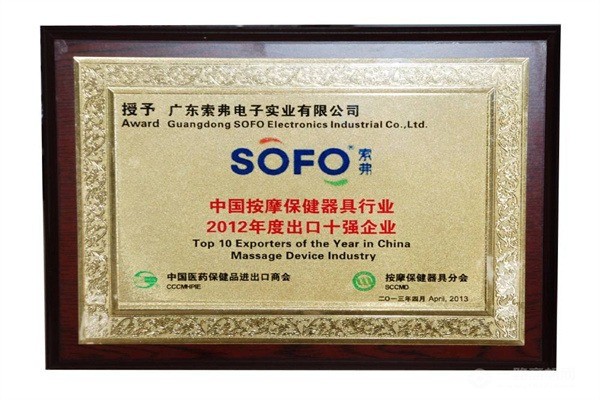 授予 广东索弗电子实业有限公司
Award Guangdong SOFO Electronics Industrial Co.,Ltd.
SOFO® 索弗
中国按摩保健器具行业
2012年度出口十强企业
Top 10 Exporters of the Year in China
Massage Device Industry
中国医药保健品进出口商会
CCCMHPIE
按摩保健器具分会
SCCMD
二〇一三年四月 April, 2013